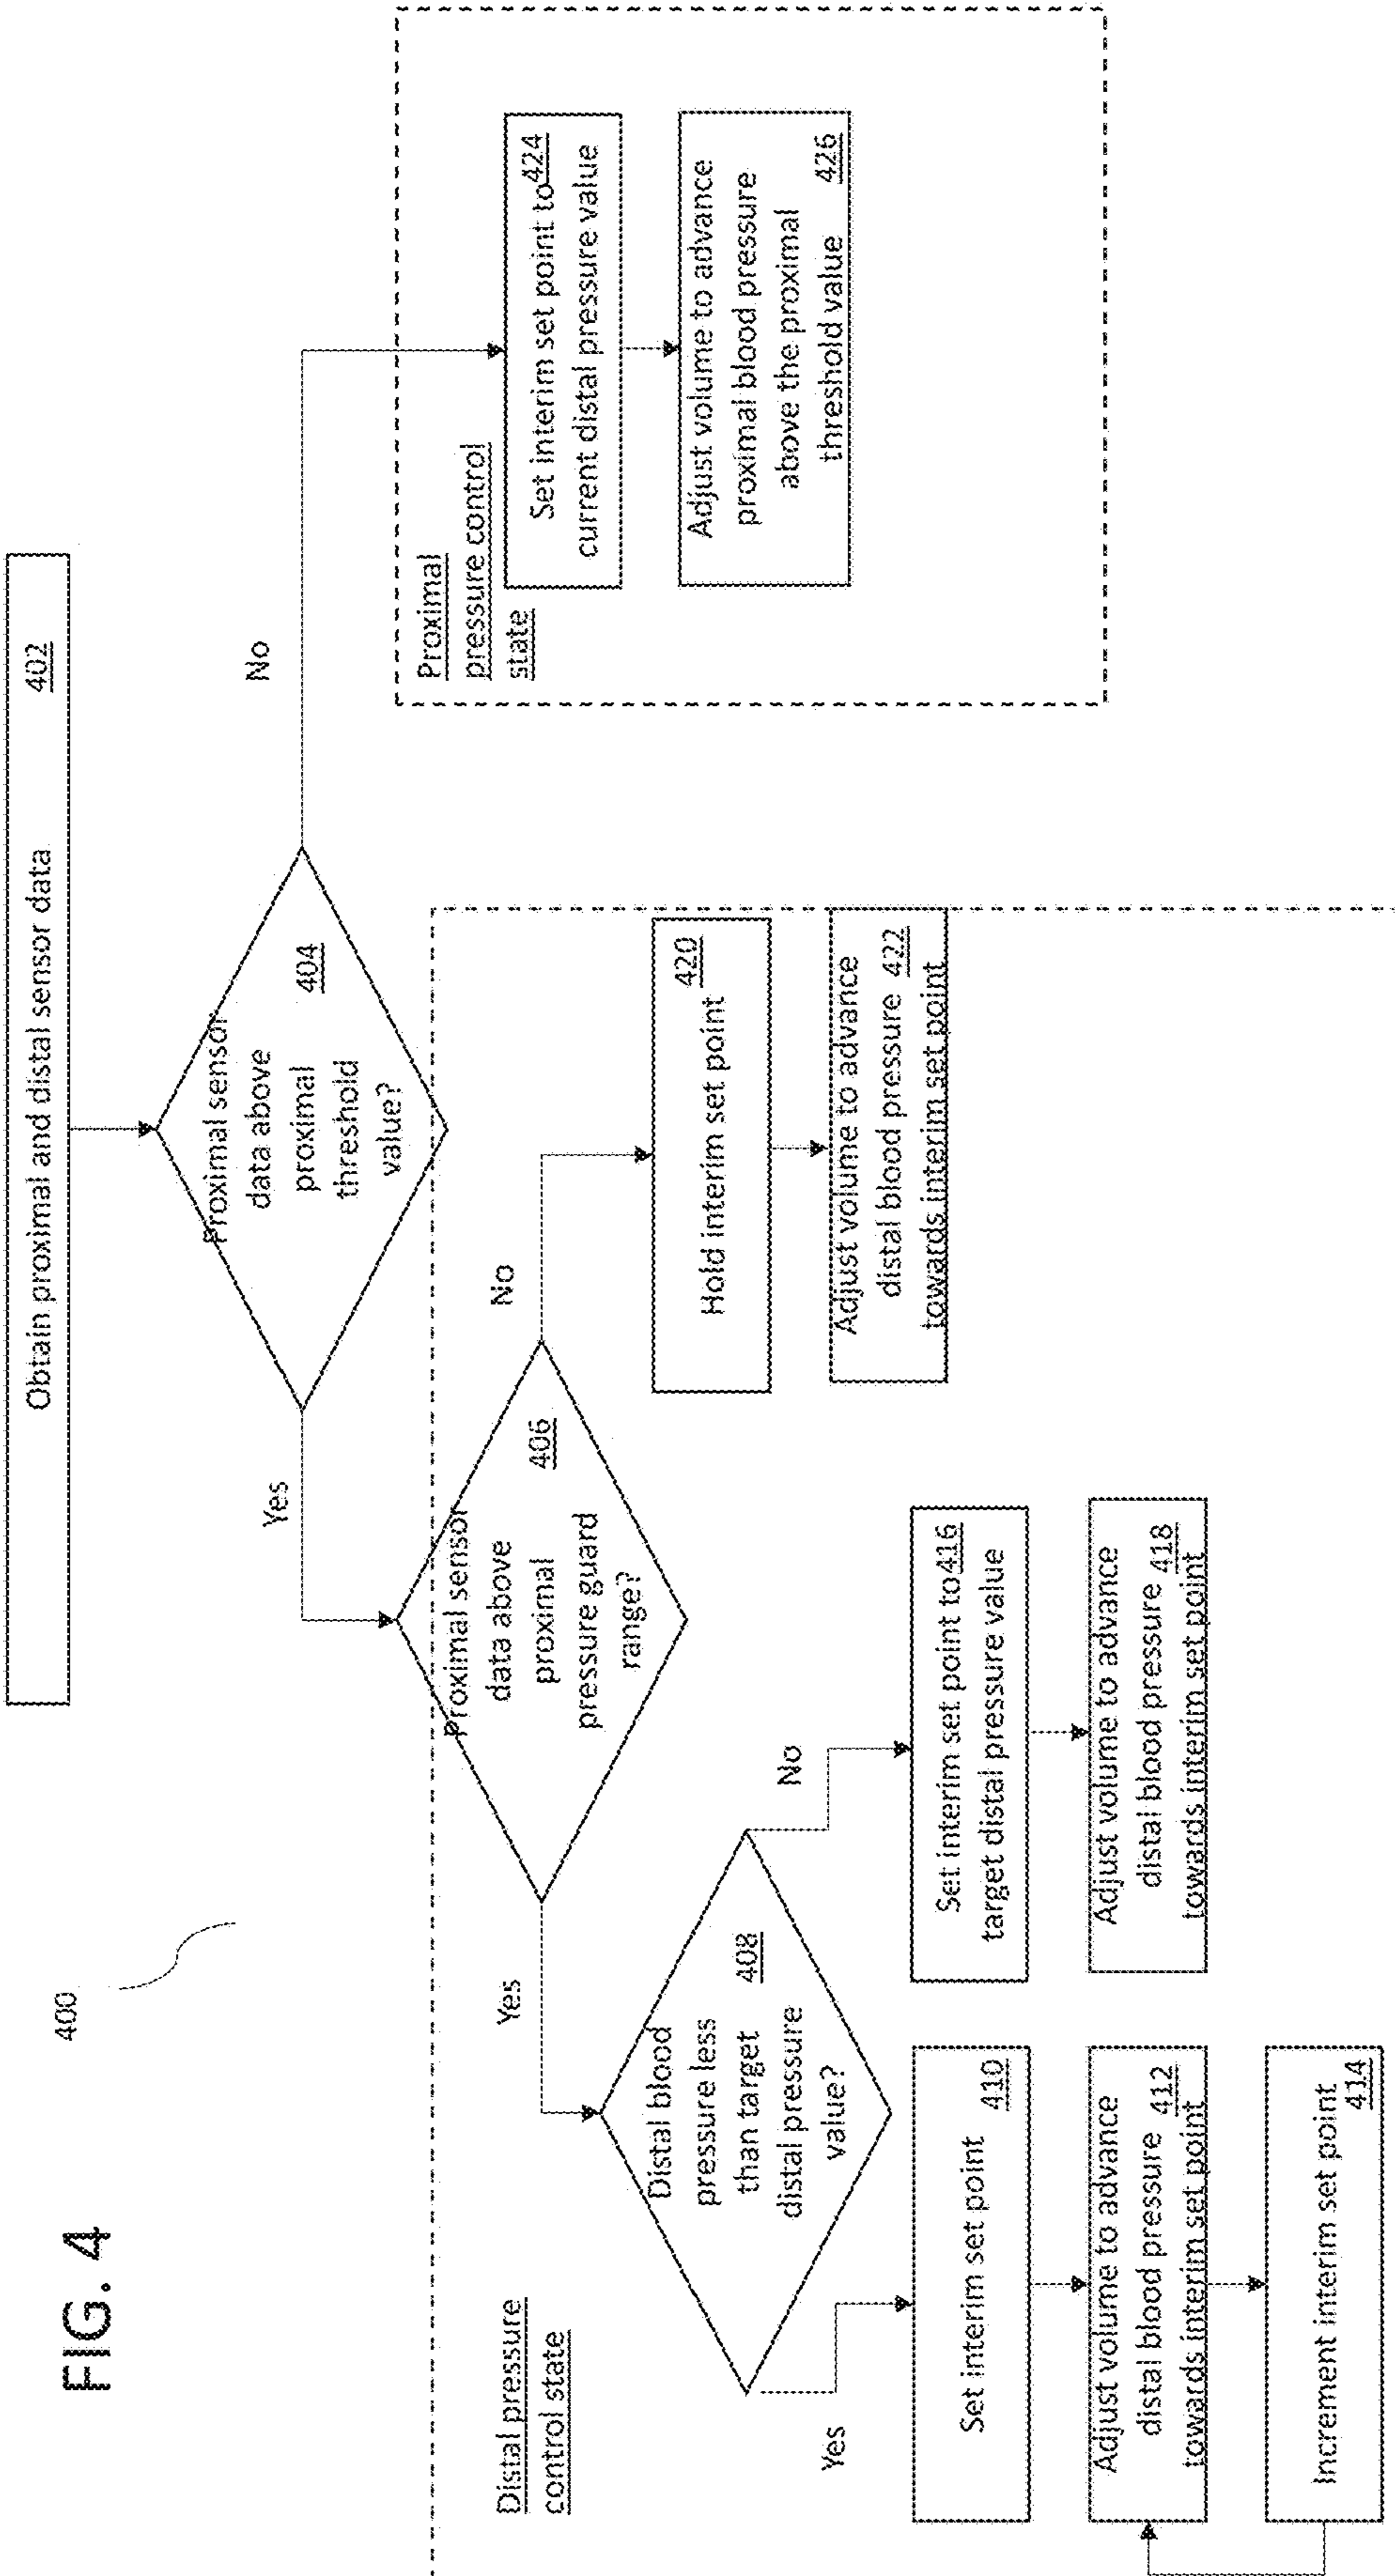 FIG. 4
400
Obtain proximal and distal sensor data 402
Proximal sensor
data above
proximal 404
threshold
value?
Yes
No
Proximal sensor
data above
proximal 406
pressure guard
range?
Yes
No
Distal pressure
control state
Distal blood
pressure less
than target 408
distal pressure
value?
Yes
No
Set interim set point 410
Adjust volume to advance
distal blood pressure 412
towards interim set point
Increment interim set point
414
Set interim set point to 416
target distal pressure value
Adjust volume to advance
distal blood pressure 418
towards interim set point
420
Hold interim set point
Adjust volume to advance
distal blood pressure 422
towards interim set point
Proximal
pressure control
state
Set interim set point to 424
current distal pressure value
Adjust volume to advance
proximal blood pressure
above the proximal
threshold value 426